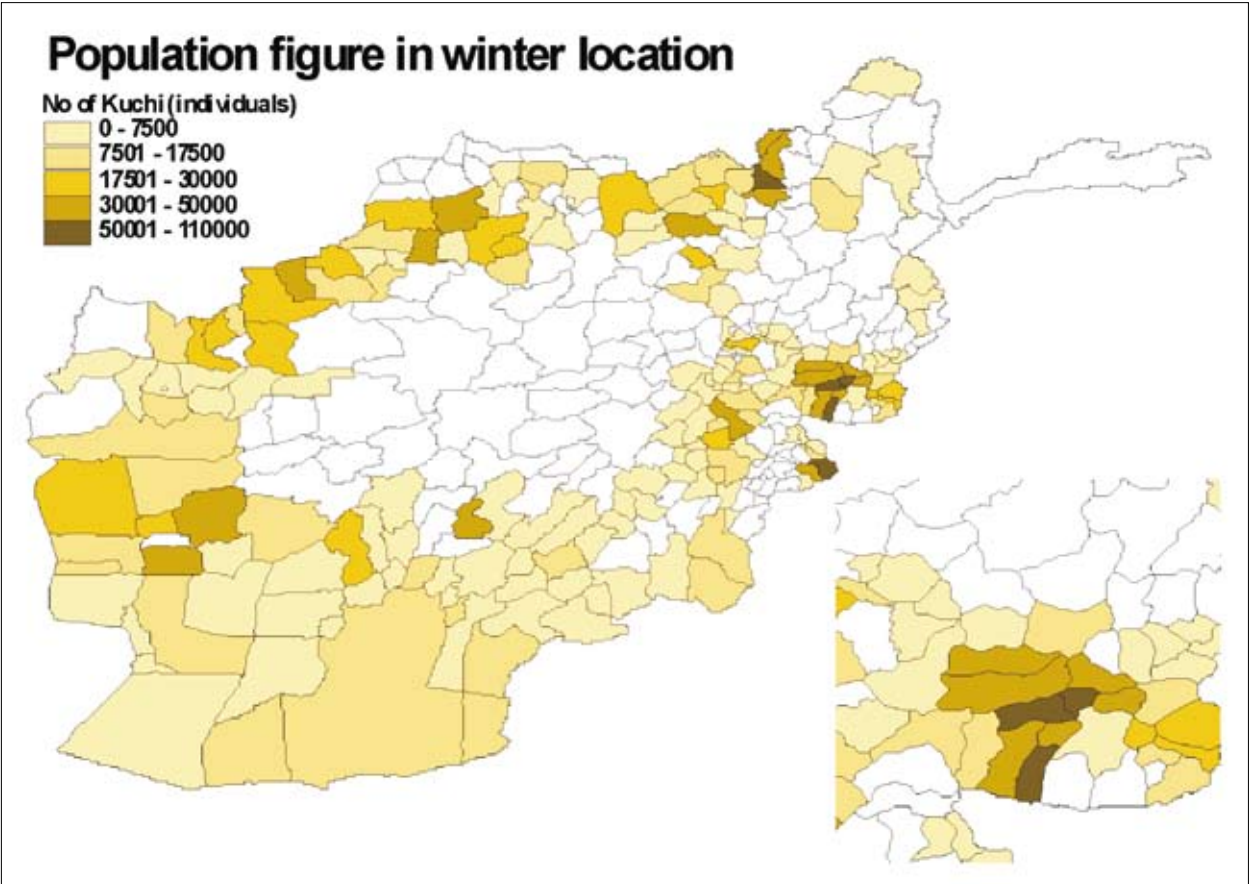 Population figure in winter location
No of Kuchi (individuals)
0 - 7500
7501 - 17500
17501 - 30000
30001 - 50000
50001 - 110000